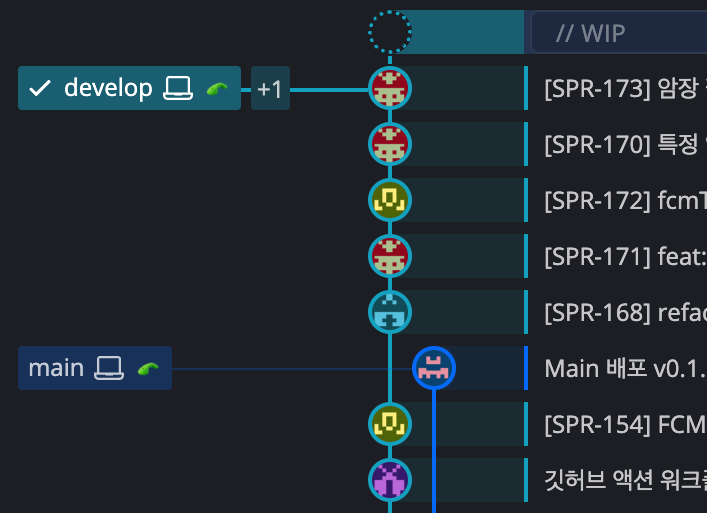 // WIP
develop +1 [SPR-173] 암장
[SPR-170] 특정
[SPR-172] fcmT
[SPR-171] feat:
[SPR-168] refac
main Main 배포 v0.1.
[SPR-154] FCM
깃허브 액션 워크플